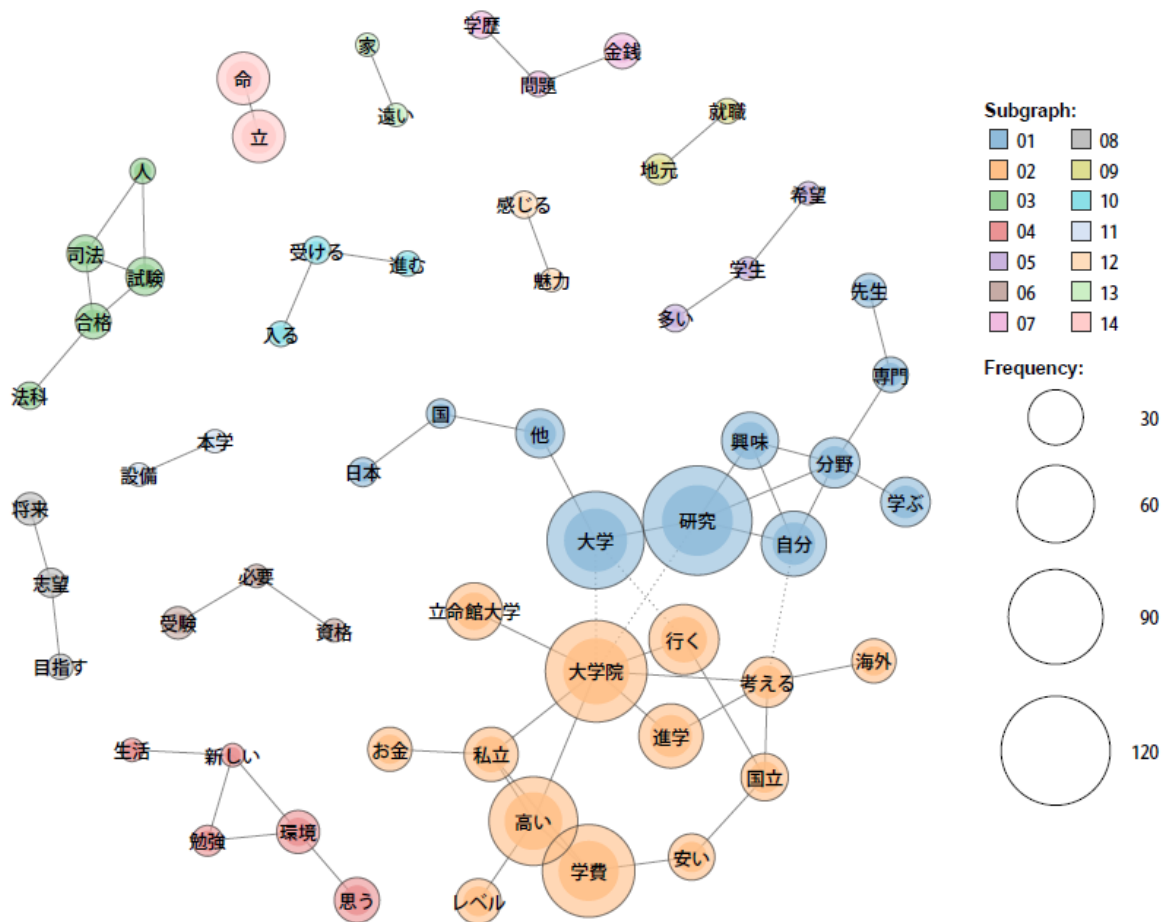 学歴
家
金銭
命
問題
遠い
就職
立
地元
人
感じる
希望
受ける
司法
進む
試験
学生
魅力
先生
多い
合格
入る
専門
法科
国
他
興味
本学
分野
日本
設備
学ぶ
将来
研究
大学
自分
志望
必要
立命館大学
受験
資格
行く
目指す
大学院
海外
考える
進学
生活
新しい
お金
私立
国立
高い
環境
勉強
安い
学費
思う
レベル
Subgraph:
01 08
02 09
03 10
04 11
05 12
06 13
07 14
Frequency:
30
60
90
120